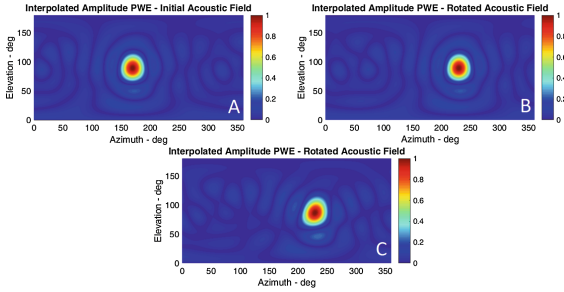 Interpolated Amplitude PWE - Initial Acoustic Field
Elevation - deg
150
100
50
0
0 50 100 150 200 250 300 350
Azimuth - deg
1
0.8
0.6
0.4
0.2
0
A
Interpolated Amplitude PWE - Rotated Acoustic Field
Elevation - deg
150
100
50
0
0 50 100 150 200 250 300 350
Azimuth - deg
1
0.8
0.6
0.4
0.2
0
B
Interpolated Amplitude PWE - Rotated Acoustic Field
Elevation - deg
150
100
50
0
0 50 100 150 200 250 300 350
Azimuth - deg
1
0.8
0.6
0.4
0.2
0
C